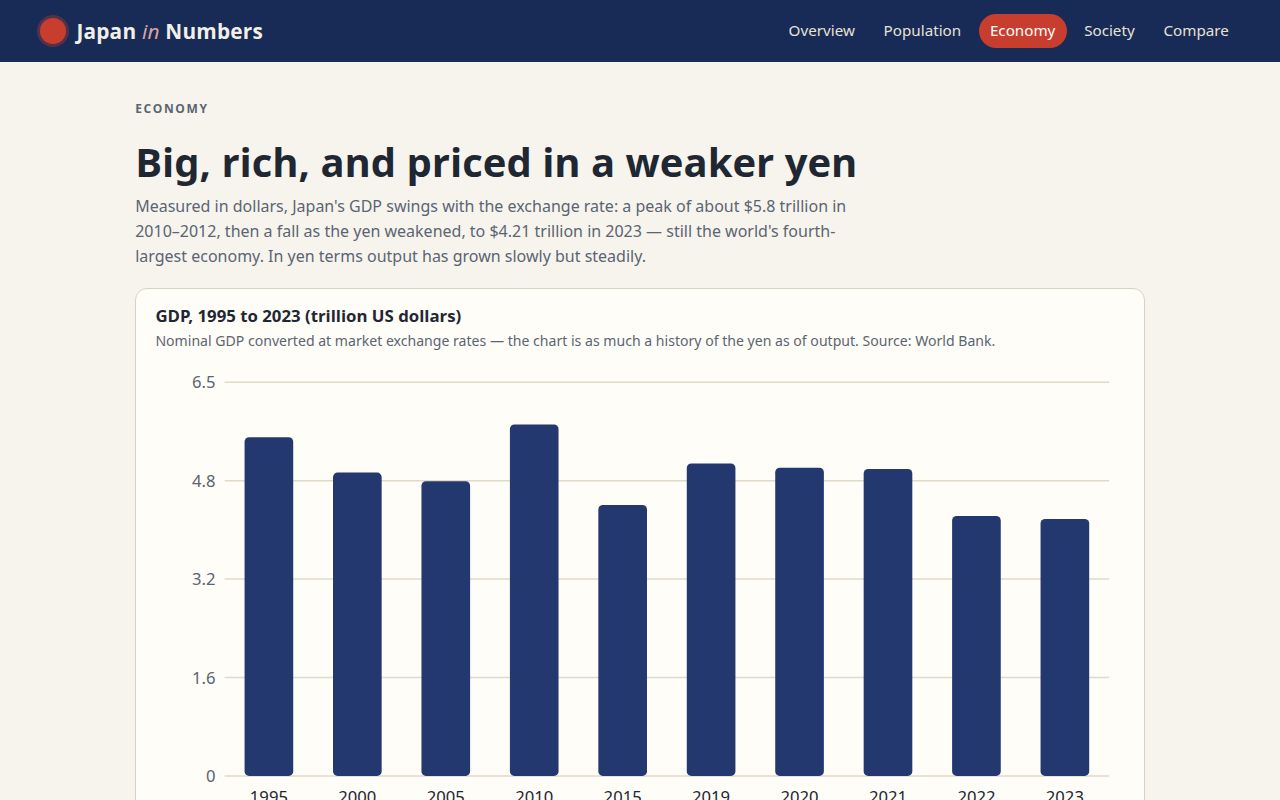 Japan in Numbers
Overview
Population
Economy
Society
Compare
ECONOMY
Big, rich, and priced in a weaker yen
Measured in dollars, Japan's GDP swings with the exchange rate: a peak of about $5.8 trillion in
2010–2012, then a fall as the yen weakened, to $4.21 trillion in 2023 — still the world's fourth-
largest economy. In yen terms output has grown slowly but steadily.
GDP, 1995 to 2023 (trillion US dollars)
Nominal GDP converted at market exchange rates — the chart is as much a history of the yen as of output. Source: World Bank.
6.5
4.8
3.2
1.6
0
1995 2000 2005 2010 2015 2019 2020 2021 2022 2023